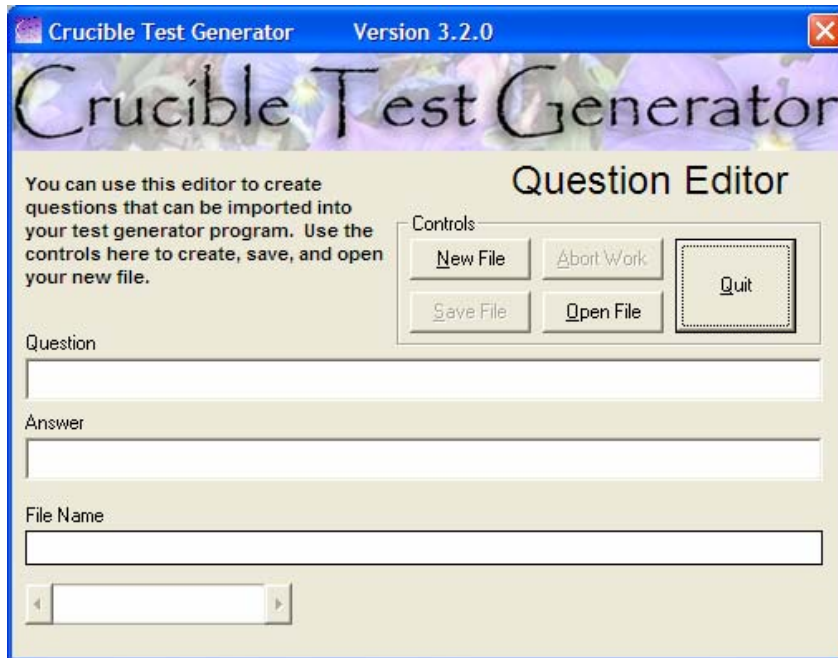 Crucible Test Generator Version 3.2.0
Crucible Test Generator
You can use this editor to create
questions that can be imported into
your test generator program. Use the
controls here to create, save, and open
your new file.
Question Editor
Controls
New File
Abort Work
Quit
Save File
Open File
Question
Answer
File Name